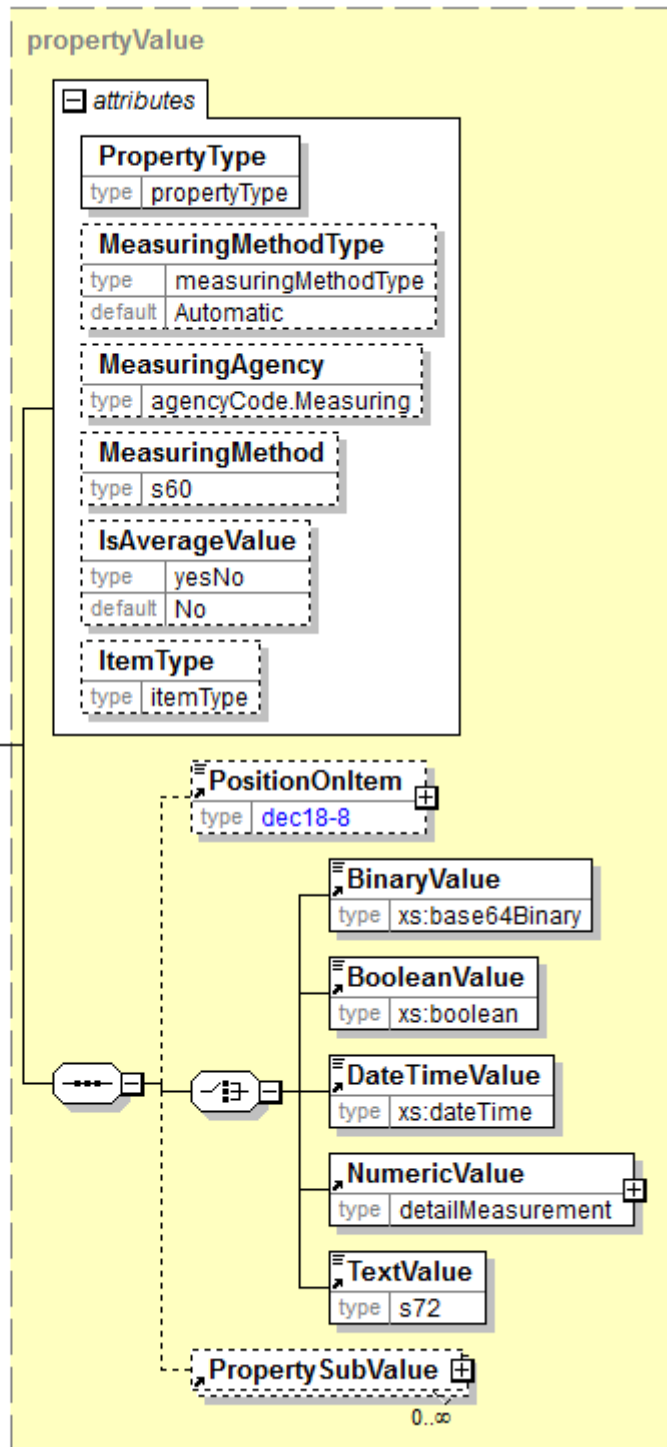 propertyValue
attributes
PropertyType
type propertyType
MeasuringMethodType
type measuringMethodType
default Automatic
MeasuringAgency
type agencyCode.Measuring
MeasuringMethod
type s60
IsAverageValue
type yesNo
default No
ItemType
type itemType
PositionOnItem
type dec18-8
BinaryValue
type xs:base64Binary
BooleanValue
type xs:boolean
DateTimeValue
type xs:dateTime
NumericValue
type detailMeasurement
TextValue
type s72
PropertySubValue
0..∞